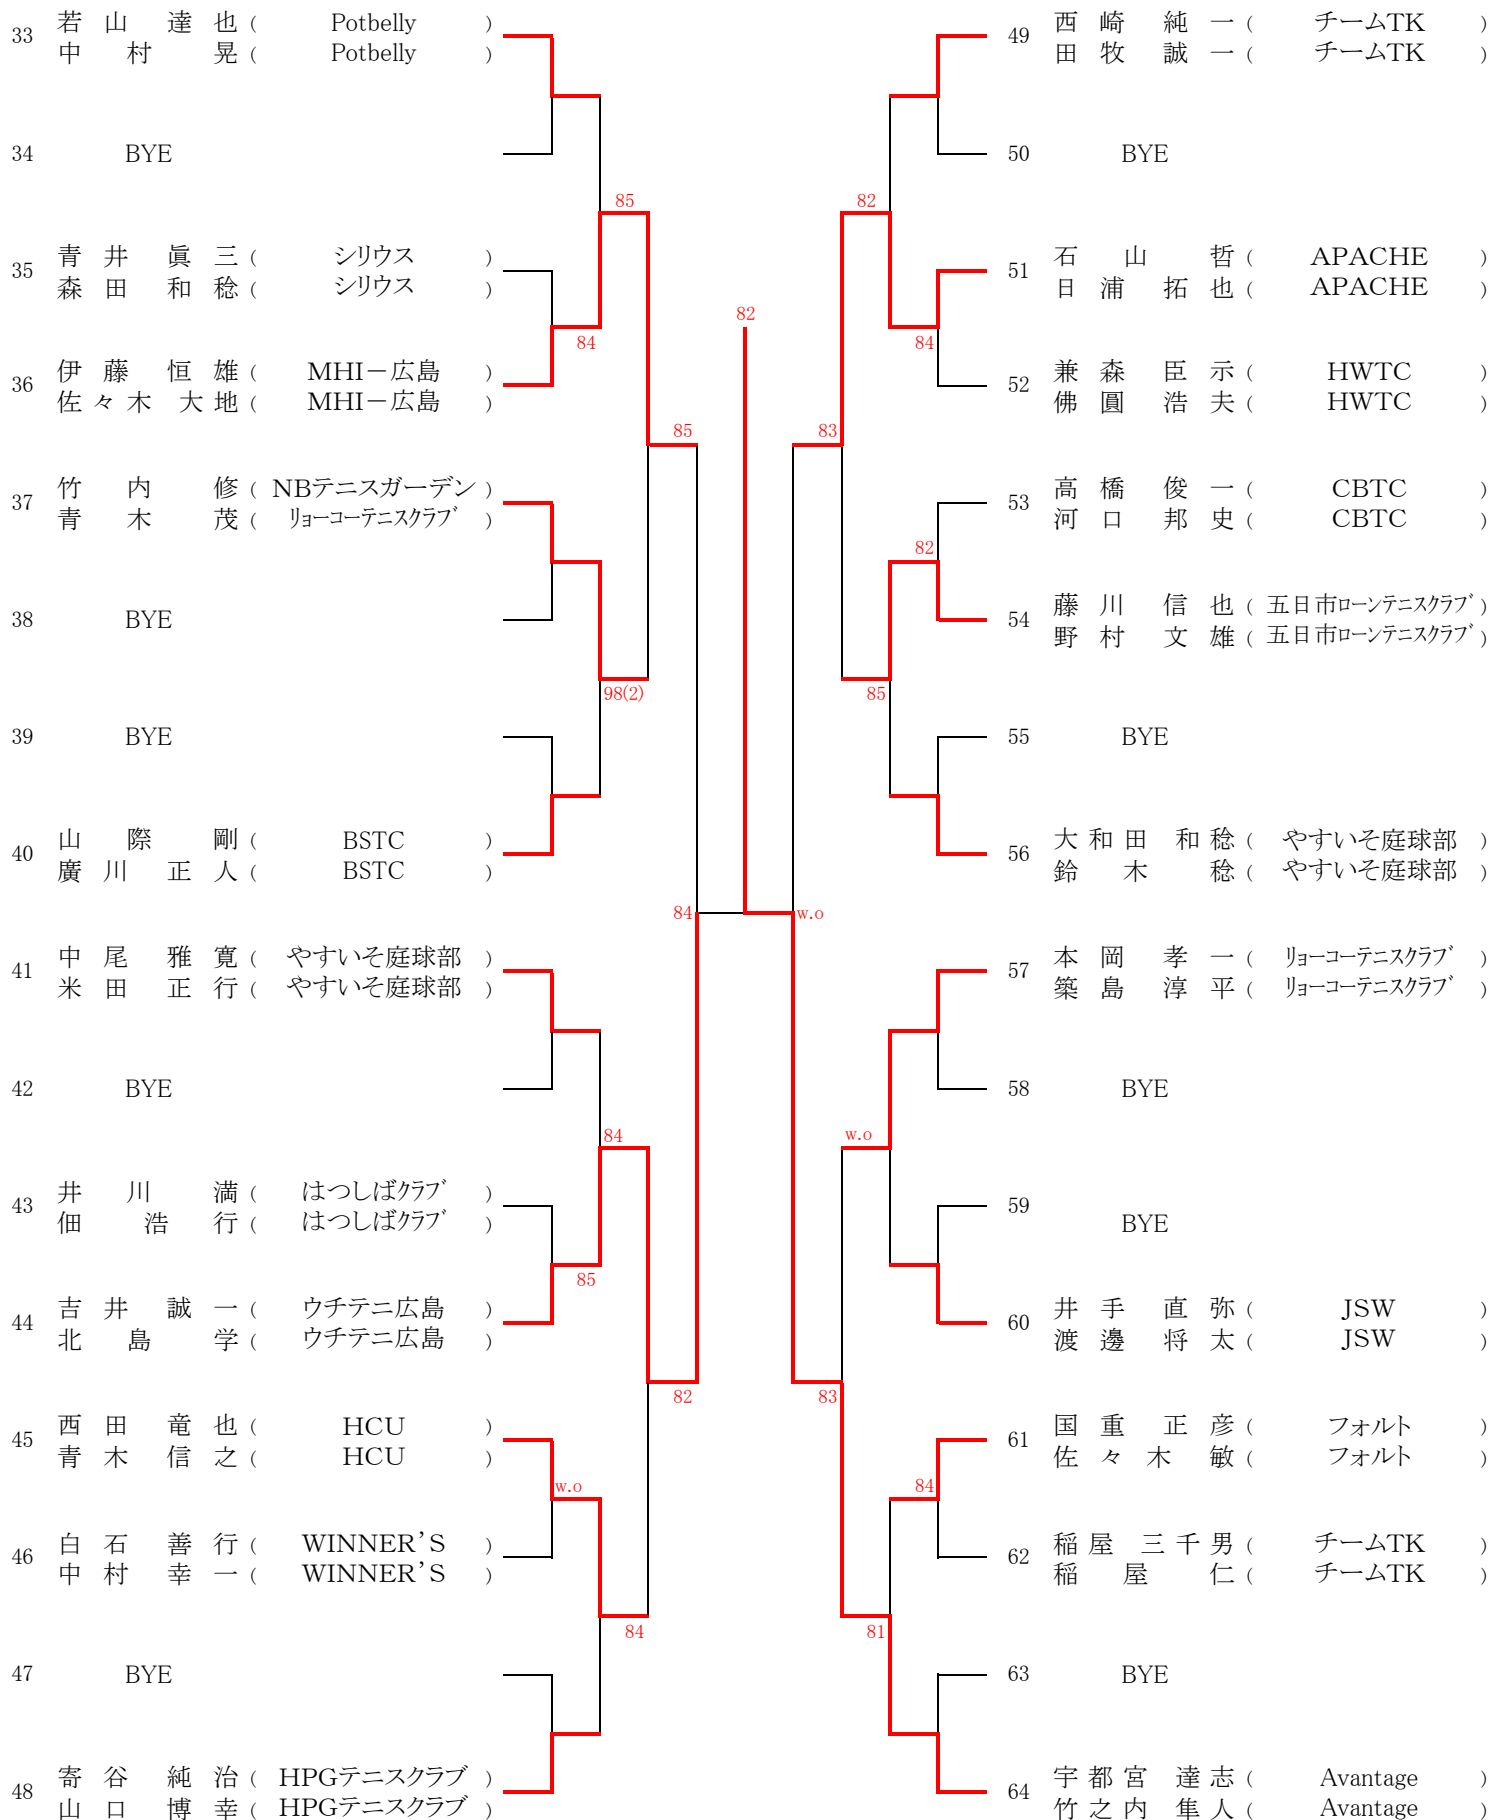 33 若山 達也 ( Potbelly )
中村 晃 ( Potbelly )
34 BYE
85
35 青井 眞三 ( シリウス )
森田 和稔 ( シリウス )
84
36 伊藤 恒雄 ( MHIー広島 )
佐々木 大地 ( MHIー広島 )
85
37 竹内 修 ( NBテニスガーデン )
青木 茂 ( リョーコーテニスクラブ )
38 BYE
98(2)
39 BYE
40 山際 剛 ( BSTC )
廣川 正人 ( BSTC )
84
41 中尾 雅寛 ( やすいそ庭球部 )
米田 正行 ( やすいそ庭球部 )
42 BYE
84
43 井川 満 ( はつしばクラブ )
佃 浩行 ( はつしばクラブ )
85
44 吉井 誠一 ( ウチテニ広島 )
北島 学 ( ウチテニ広島 )
82
45 西田 竜也 ( HCU )
青木 信之 ( HCU )
w.o
46 白石 善行 ( WINNER'S )
中村 幸一 ( WINNER'S )
84
47 BYE
48 寄谷 純治 ( HPGテニスクラブ )
山口 博幸 ( HPGテニスクラブ )
82
49 西崎 純一 ( チームTK )
田牧 誠一 ( チームTK )
50 BYE
82
51 石山 哲 ( APACHE )
日浦 拓也 ( APACHE )
84
52 兼森 臣示 ( HWTC )
佛圓 浩夫 ( HWTC )
83
53 高橋 俊一 ( CBTC )
河口 邦史 ( CBTC )
82
54 藤川 信也 ( 五日市ローンテニスクラブ )
野村 文雄 ( 五日市ローンテニスクラブ )
85
55 BYE
56 大和田 和稔 ( やすいそ庭球部 )
鈴木 稔 ( やすいそ庭球部 )
w.o
57 本岡 孝一 ( リョーコーテニスクラブ )
築島 淳平 ( リョーコーテニスクラブ )
58 BYE
w.o
59 BYE
60 井手 直弥 ( JSW )
渡邊 将太 ( JSW )
83
61 国重 正彦 ( フォルト )
佐々木 敏 ( フォルト )
84
62 稲屋 三千男 ( チームTK )
稲屋 仁 ( チームTK )
81
63 BYE
64 宇都宮 達志 ( Avantage )
竹之内 隼人 ( Avantage )